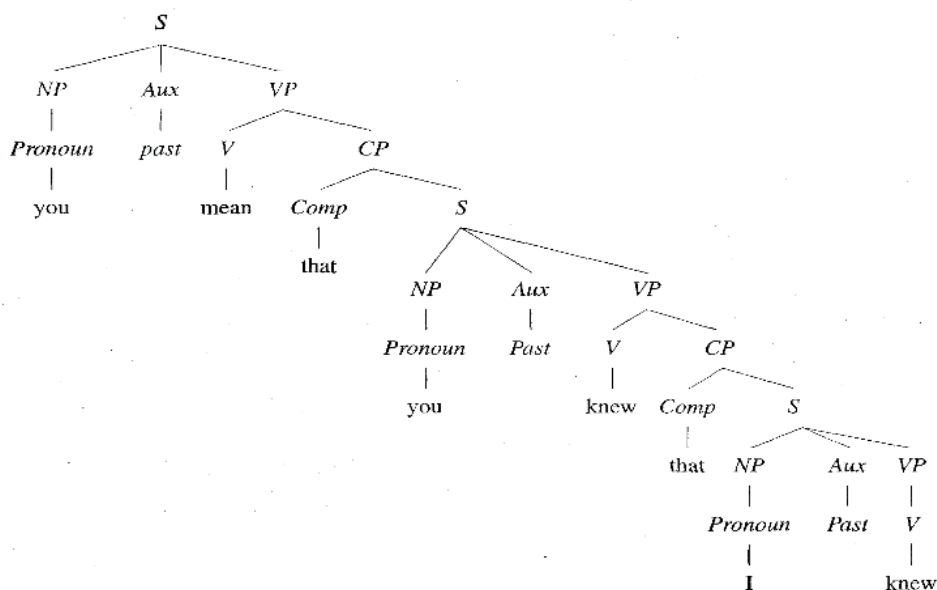 S
NP Aux VP
Pronoun past V CP
you mean Comp S
that
NP Aux VP
Pronoun Past V CP
you knew Comp S
that NP Aux VP
Pronoun Past V
I knew